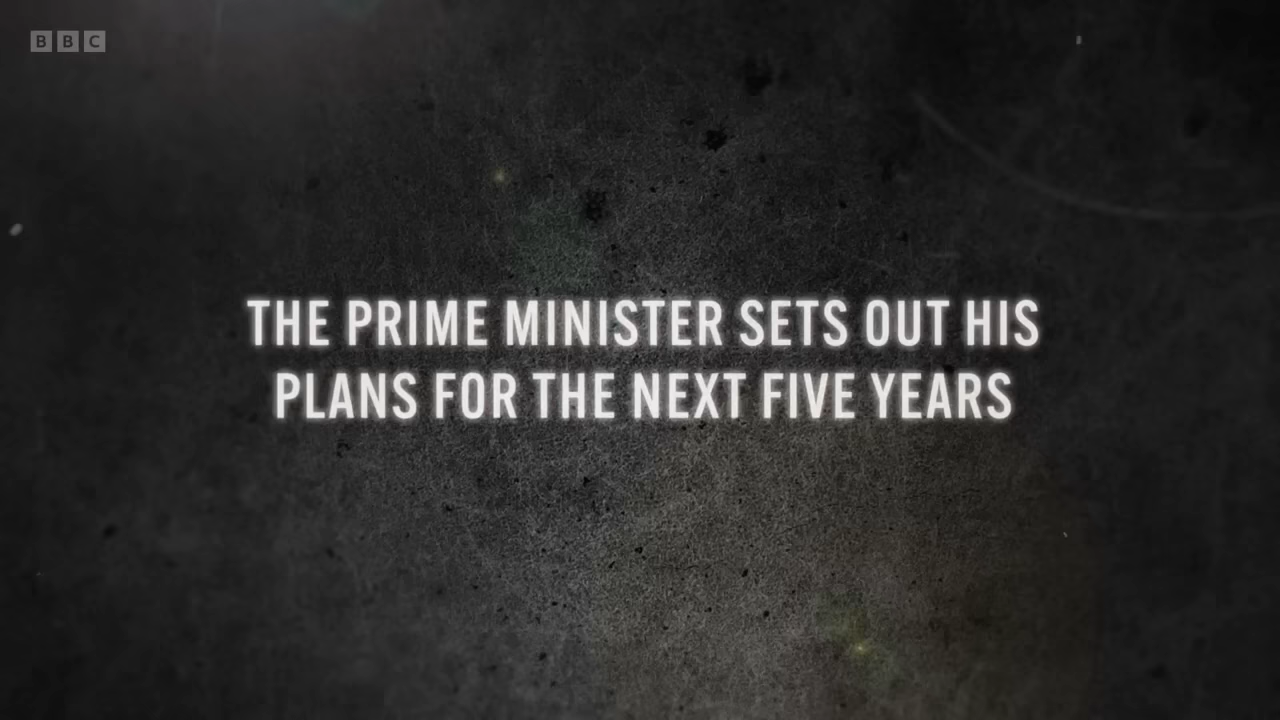 BBC
THE PRIME MINISTER SETS OUT HIS
PLANS FOR THE NEXT FIVE YEARS